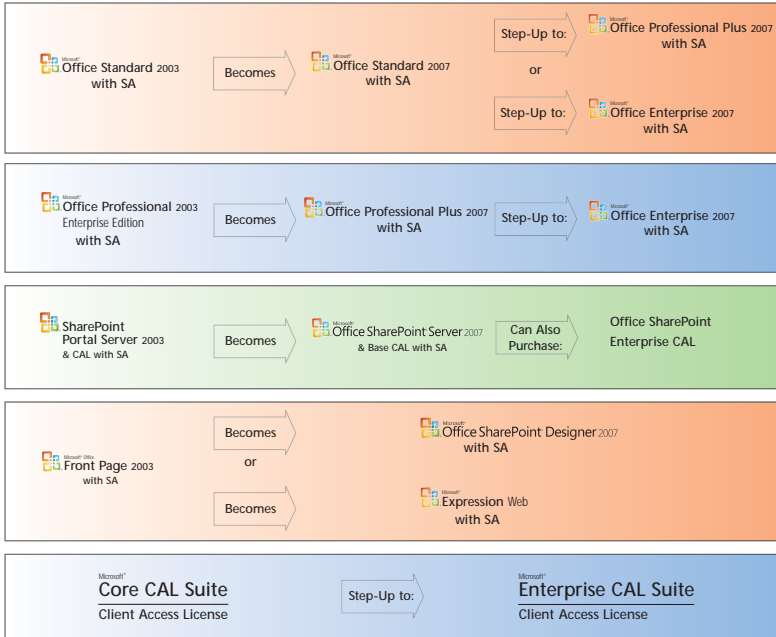 Microsoft®
Office Standard 2003
with SA
Becomes
Microsoft®
Office Standard 2007
with SA
Step-Up to:
Microsoft®
Office Professional Plus 2007
with SA
or
Step-Up to:
Microsoft®
Office Enterprise 2007
with SA
Microsoft®
Office Professional 2003
Enterprise Edition
with SA
Becomes
Microsoft®
Office Professional Plus 2007
with SA
Step-Up to:
Microsoft®
Office Enterprise 2007
with SA
Microsoft®
SharePoint
Portal Server 2003
& CAL with SA
Becomes
Microsoft®
Office SharePoint Server 2007
& Base CAL with SA
Can Also
Purchase:
Office SharePoint
Enterprise CAL
Microsoft® Office
Front Page 2003
with SA
Becomes
Microsoft®
Office SharePoint Designer 2007
with SA
or
Becomes
Microsoft®
Expression Web
with SA
Microsoft®
Core CAL Suite
Client Access License
Step-Up to:
Microsoft®
Enterprise CAL Suite
Client Access License